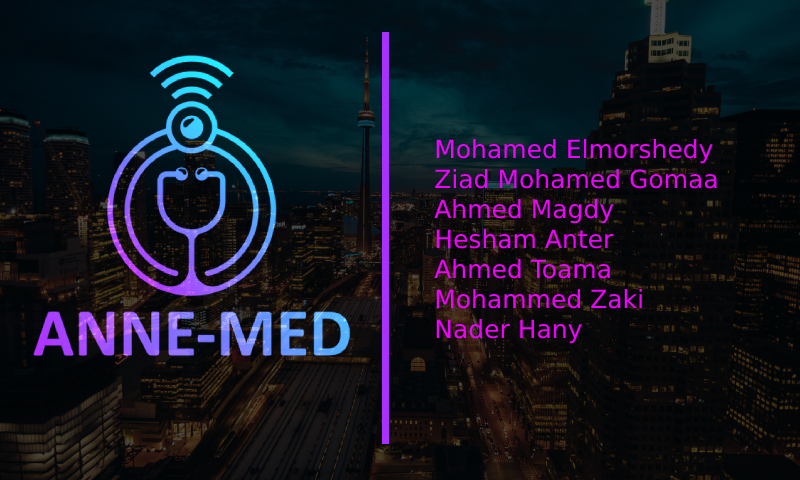 ANNE-MED
Mohamed Elmorshedy
Ziad Mohamed Gomaa
Ahmed Magdy
Hesham Anter
Ahmed Toama
Mohammed Zaki
Nader Hany